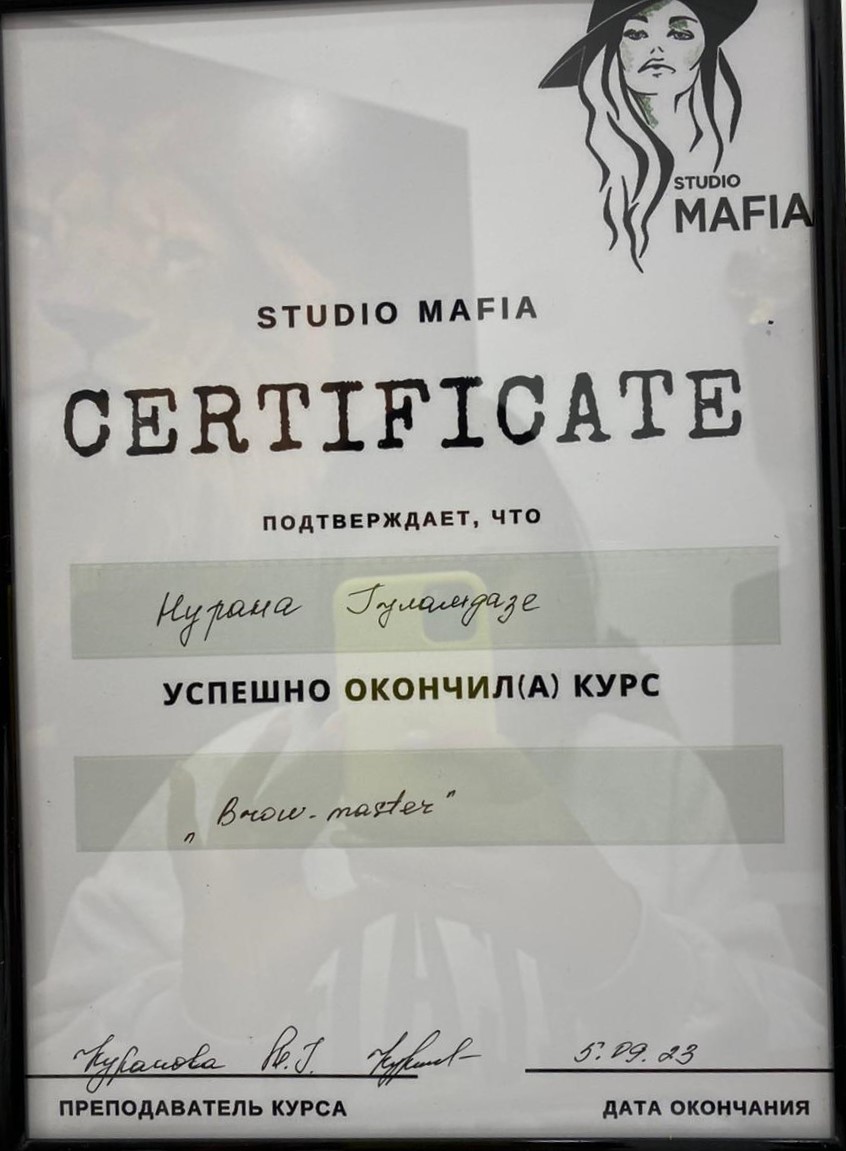 STUDIO
MAFIA
STUDIO MAFIA
CERTIFICATE
ПОДТВЕРЖДАЕТ, ЧТО
Нурана Гуламдазе
УСПЕШНО ОКОНЧИЛ(А) КУРС
„Brow-master"
5.09.23
ПРЕПОДАВАТЕЛЬ КУРСА
ДАТА ОКОНЧАНИЯ